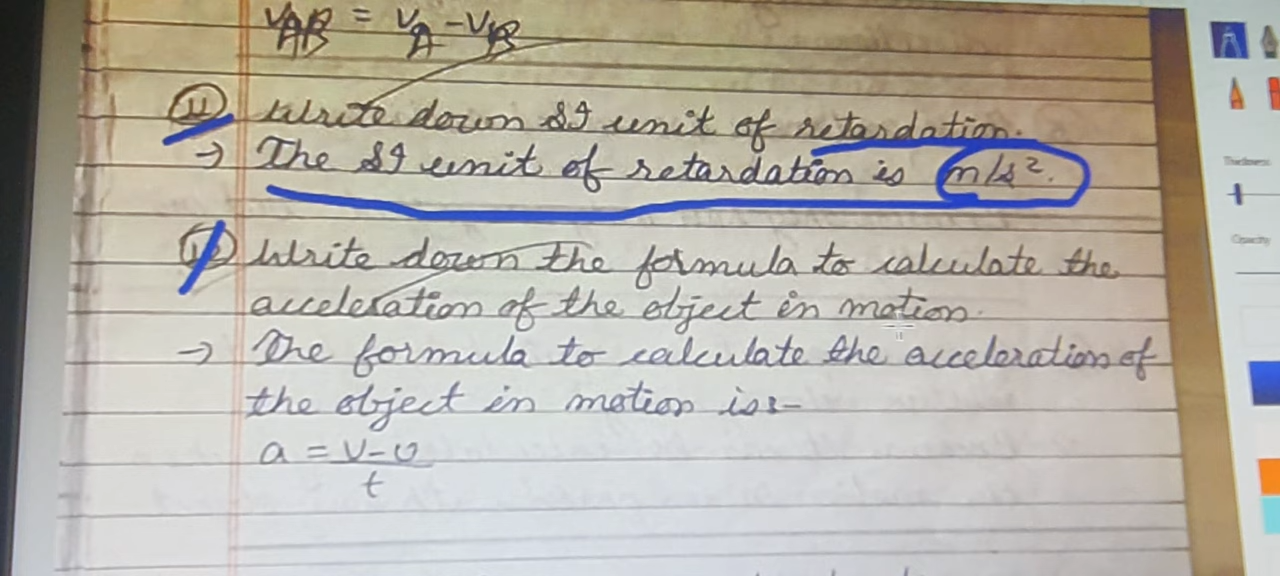 VAB = VA - VB
(11) Write down SI unit of retardation.
→ The SI unit of retardation is m/s².
Write down the formula to calculate the
acceleration of the object in motion.
→ The formula to calculate the acceleration of
the object in motion is:-
a = v-u
t
Thickness
Opacity